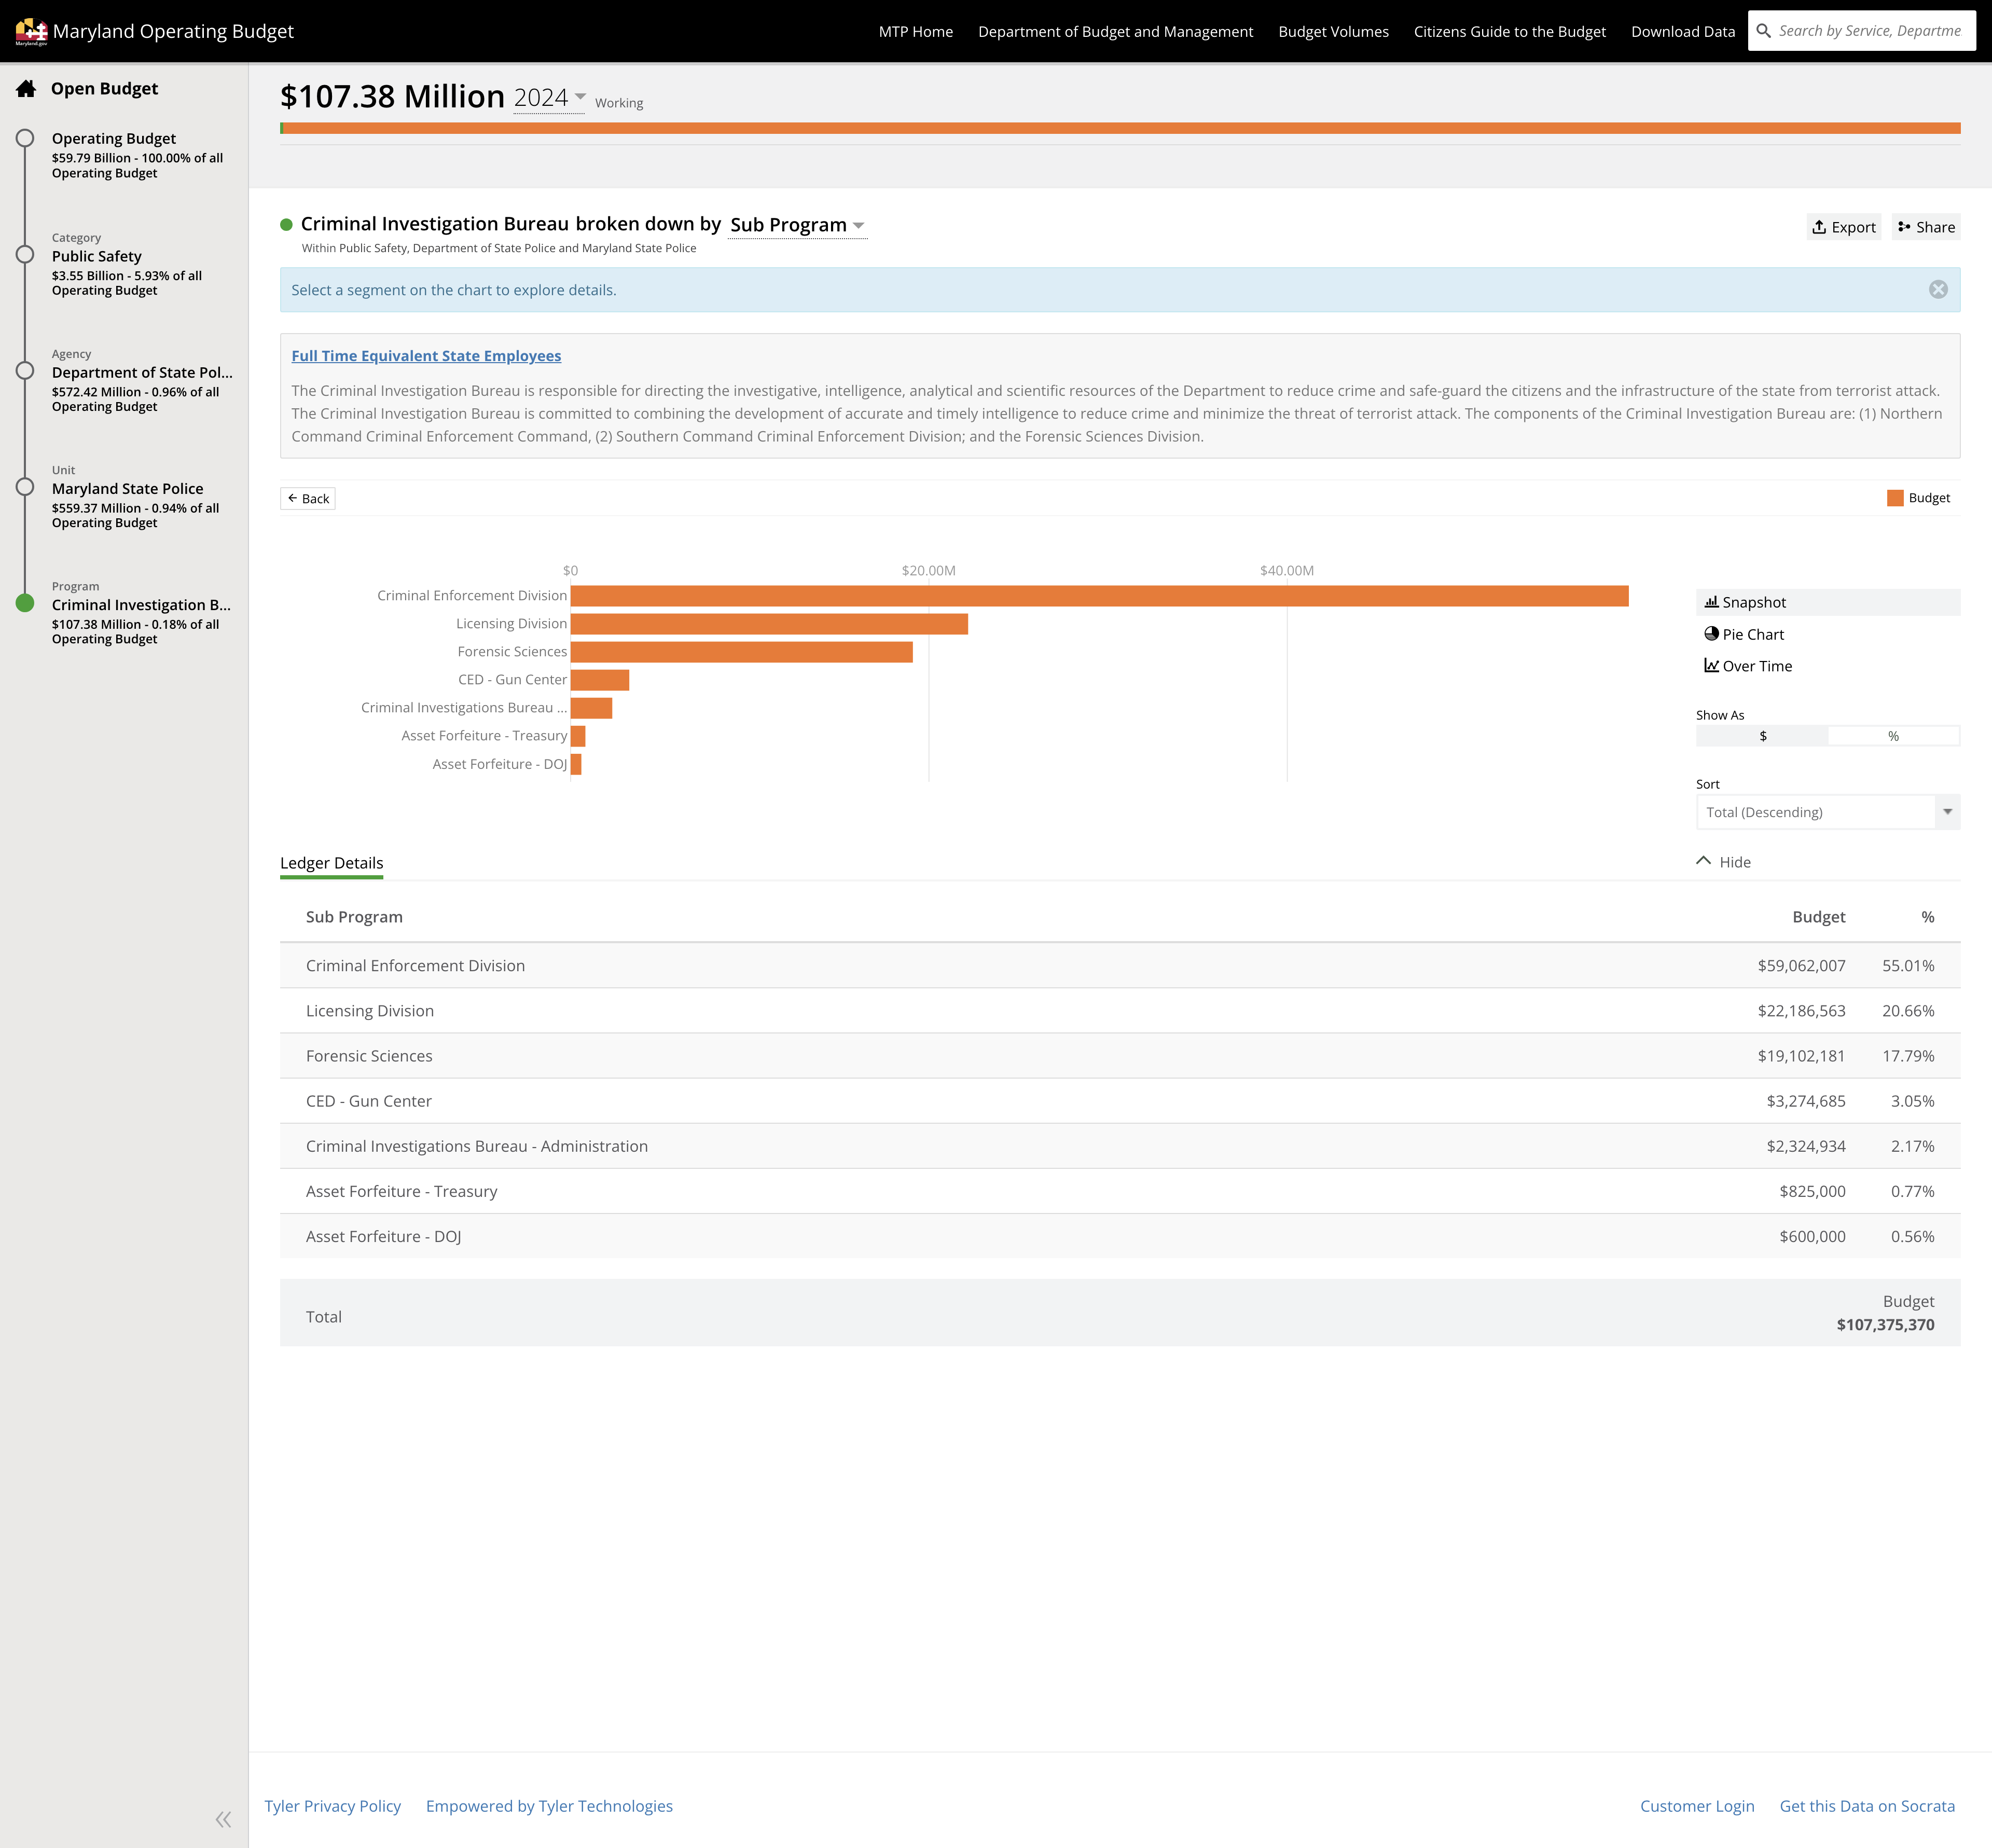 Maryland.gov
Maryland Operating Budget
MTP Home
Department of Budget and Management
Budget Volumes
Citizens Guide to the Budget
Download Data
Search by Service, Departme
Open Budget
Operating Budget
$59.79 Billion - 100.00% of all
Operating Budget
Category
Public Safety
$3.55 Billion - 5.93% of all
Operating Budget
Agency
Department of State Pol...
$572.42 Million - 0.96% of all
Operating Budget
Unit
Maryland State Police
$559.37 Million - 0.94% of all
Operating Budget
Program
Criminal Investigation B...
$107.38 Million - 0.18% of all
Operating Budget
$107.38 Million 2024 Working
Criminal Investigation Bureau broken down by Sub Program
Within Public Safety, Department of State Police and Maryland State Police
Export
Share
Select a segment on the chart to explore details.
Full Time Equivalent State Employees
The Criminal Investigation Bureau is responsible for directing the investigative, intelligence, analytical and scientific resources of the Department to reduce crime and safe-guard the citizens and the infrastructure of the state from terrorist attack.
The Criminal Investigation Bureau is committed to combining the development of accurate and timely intelligence to reduce crime and minimize the threat of terrorist attack. The components of the Criminal Investigation Bureau are: (1) Northern
Command Criminal Enforcement Command, (2) Southern Command Criminal Enforcement Division; and the Forensic Sciences Division.
Back
Budget
$0 $20.00M $40.00M
Criminal Enforcement Division
Licensing Division
Forensic Sciences
CED - Gun Center
Criminal Investigations Bureau ...
Asset Forfeiture - Treasury
Asset Forfeiture - DOJ
Snapshot
Pie Chart
Over Time
Show As
$ %
Sort
Total (Descending)
Ledger Details
Hide
Sub Program Budget %
Criminal Enforcement Division $59,062,007 55.01%
Licensing Division $22,186,563 20.66%
Forensic Sciences $19,102,181 17.79%
CED - Gun Center $3,274,685 3.05%
Criminal Investigations Bureau - Administration $2,324,934 2.17%
Asset Forfeiture - Treasury $825,000 0.77%
Asset Forfeiture - DOJ $600,000 0.56%
Total
Budget
$107,375,370
Tyler Privacy Policy
Empowered by Tyler Technologies
Customer Login
Get this Data on Socrata